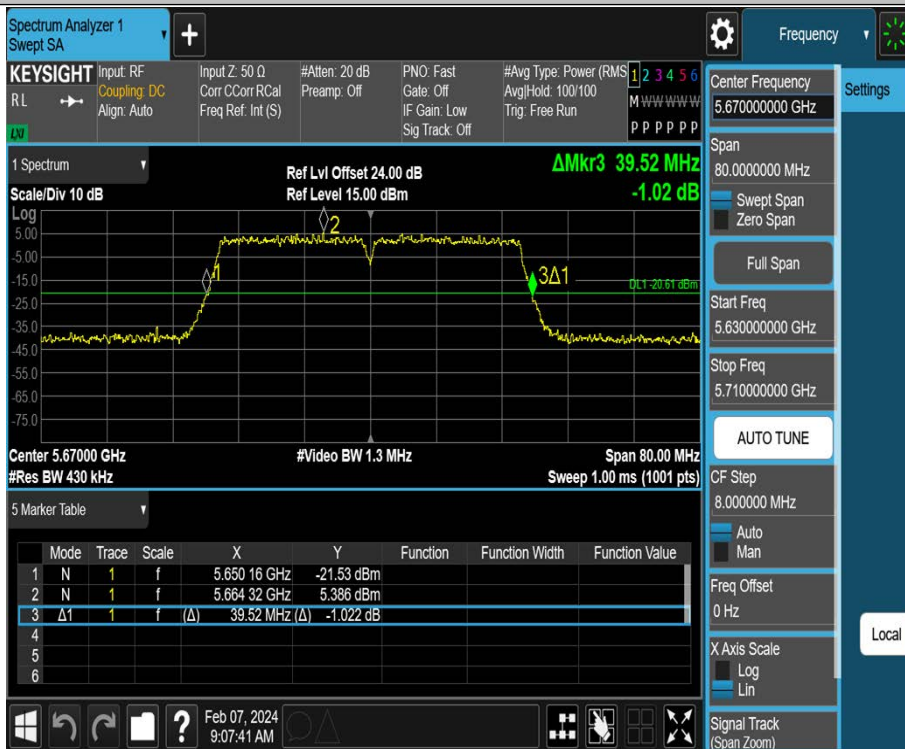 Spectrum Analyzer 1
Swept SA
+
Frequency
KEYSIGHT
RL
LXI
Input: RF
Coupling: DC
Align: Auto
Input Z: 50 Ω
Corr CCorr RCal
Freq Ref: Int (S)
#Atten: 20 dB
Preamp: Off
PNO: Fast
Gate: Off
IF Gain: Low
Sig Track: Off
#Avg Type: Power (RMS
Avg|Hold: 100/100
Trig: Free Run
1 2 3 4 5 6
M W W W W W
P P P P P P
1 Spectrum
Scale/Div 10 dB
Ref Lvl Offset 24.00 dB
Ref Level 15.00 dBm
ΔMkr3 39.52 MHz
-1.02 dB
Log
5.00
-5.00
-15.0
-25.0
-35.0
-45.0
-55.0
-65.0
-75.0
1
2
3Δ1
DL1 -20.61 dBm
Center 5.67000 GHz
#Video BW 1.3 MHz
Span 80.00 MHz
#Res BW 430 kHz
Sweep 1.00 ms (1001 pts)
5 Marker Table
Mode Trace Scale X Y Function Function Width Function Value
1 N 1 f 5.650 16 GHz -21.53 dBm
2 N 1 f 5.664 32 GHz 5.386 dBm
3 Δ1 1 f (Δ) 39.52 MHz (Δ) -1.022 dB
4
5
6
?
Feb 07, 2024
9:07:41 AM
Center Frequency
5.670000000 GHz
Settings
Span
80.0000000 MHz
Swept Span
Zero Span
Full Span
Start Freq
5.630000000 GHz
Stop Freq
5.710000000 GHz
AUTO TUNE
CF Step
8.000000 MHz
Auto
Man
Freq Offset
0 Hz
Local
X Axis Scale
Log
Lin
Signal Track
(Span Zoom)